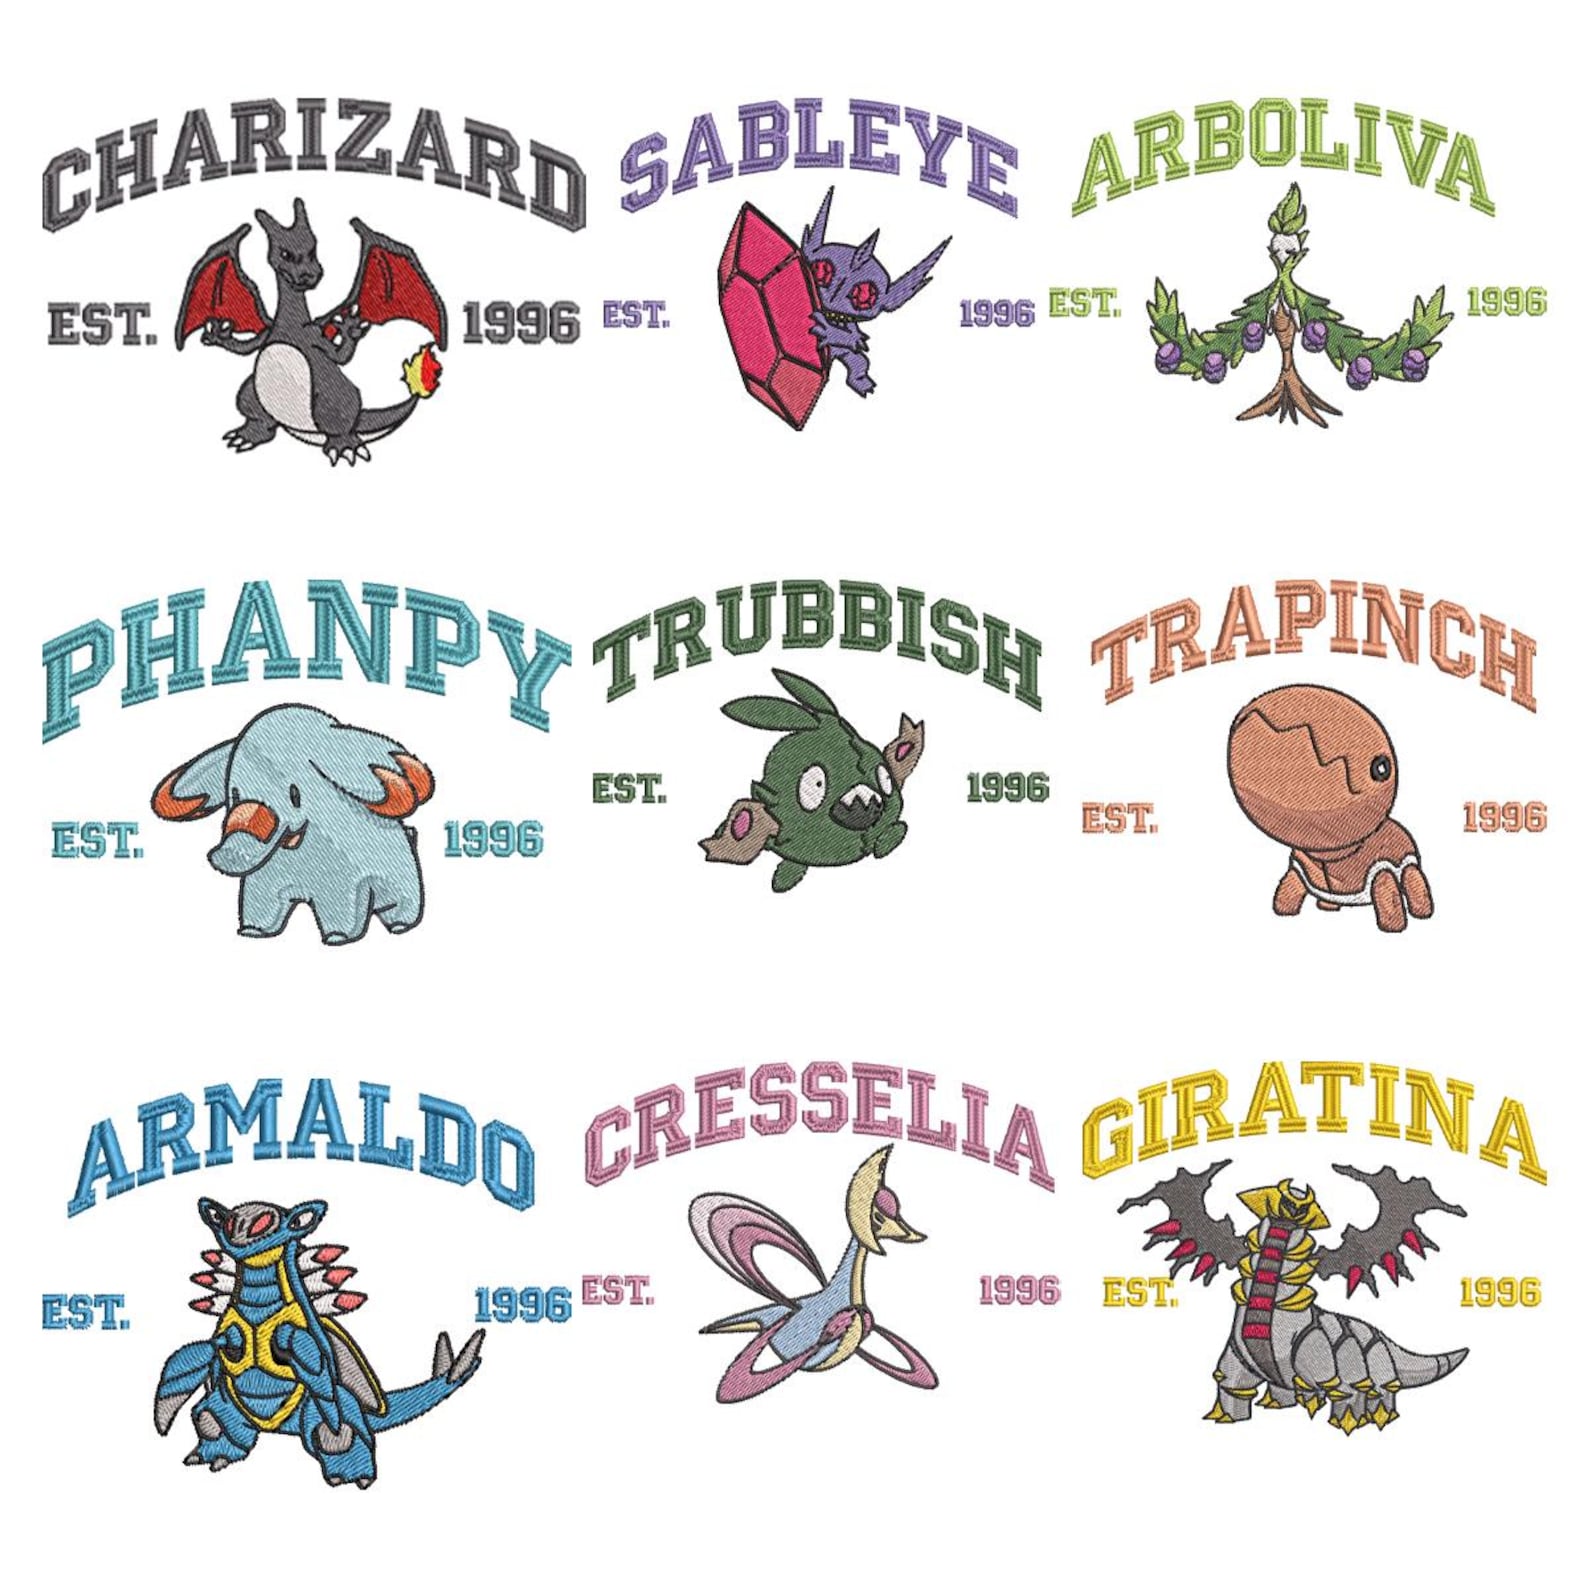 CHARIZARD
EST. 1996
SABLEYE
EST. 1996
ARBOLIVA
EST. 1996
PHANPY
EST. 1996
TRUBBISH
EST. 1996
TRAPINCH
EST. 1996
ARMALDO
EST. 1996
CRESSELIA
EST. 1996
GIRATINA
EST. 1996